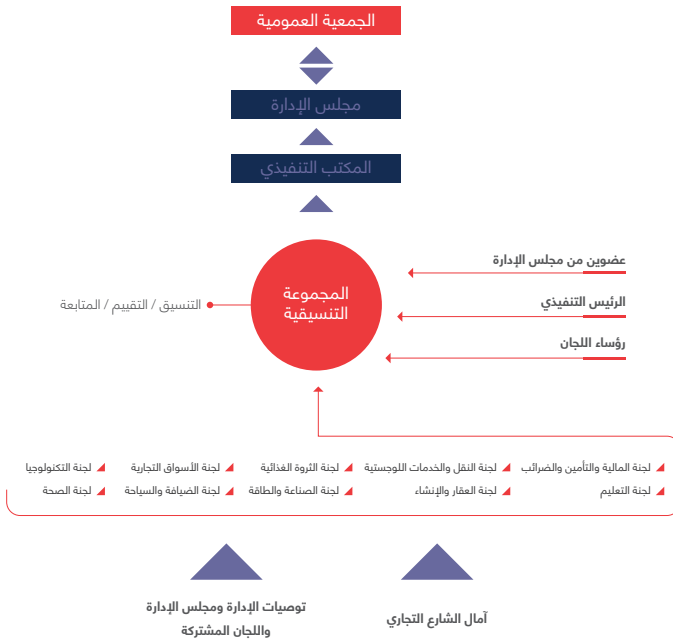 الجمعية العمومية
مجلس الإدارة
المكتب التنفيذي
عضوين من مجلس الإدارة
الرئيس التنفيذي
رؤساء اللجان
المجموعة
التنسيقية
التنسيق / التقييم / المتابعة
لجنة المالية والتأمين والضرائب
لجنة النقل والخدمات اللوجستية
لجنة الثروة الغذائية
لجنة الأسواق التجارية
لجنة التكنولوجيا
لجنة التعليم
لجنة العقار والإنشاء
لجنة الصناعة والطاقة
لجنة الضيافة والسياحة
لجنة الصحة
آمال الشارع التجاري
توصيات الإدارة ومجلس الإدارة
واللجان المشتركة